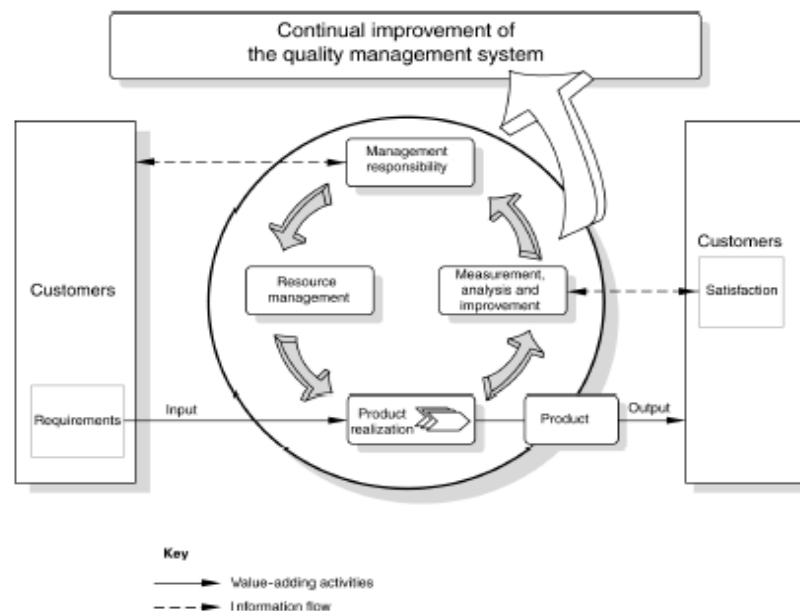 Continual improvement of
the quality management system
Management
responsibility
Customers
Customers
Resource
management
Measurement,
analysis and
improvement
Satisfaction
Requirements
Input
Product
realization
Product
Output
Key
Value-adding activities
Information flow